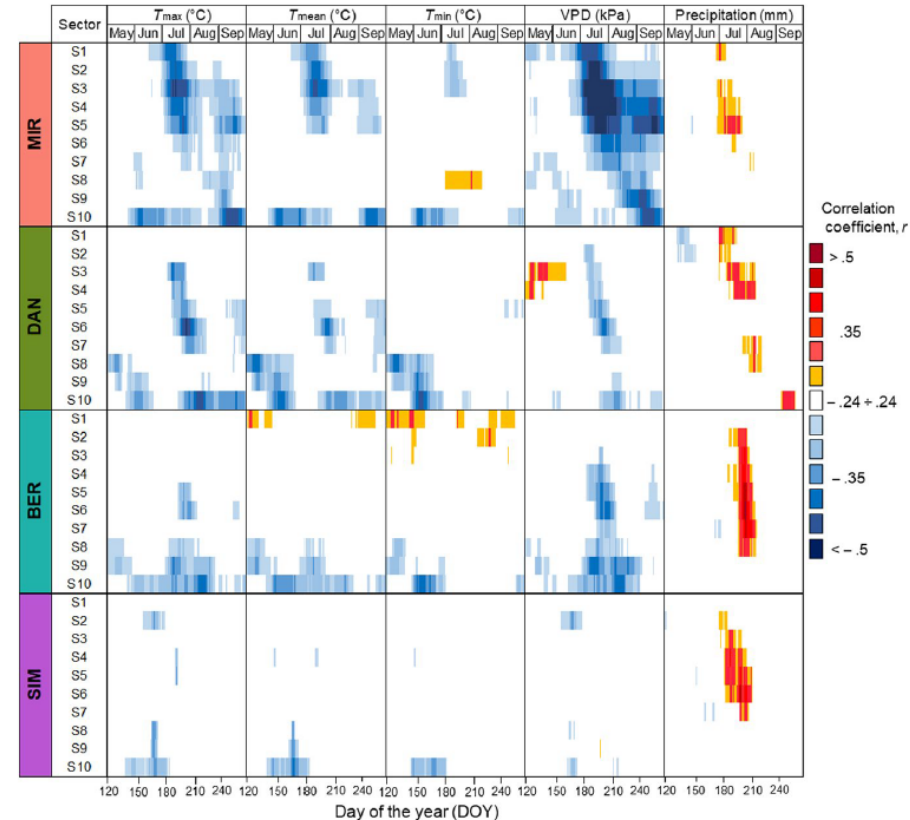 Sector
Tmax (°C) Tmean (°C) Tmin (°C) VPD (kPa) Precipitation (mm)
May Jun Jul Aug Sep May Jun Jul Aug Sep May Jun Jul Aug Sep May Jun Jul Aug Sep May Jun Jul Aug Sep
MIR
S1
S2
S3
S4
S5
S6
S7
S8
S9
S10
DAN
S1
S2
S3
S4
S5
S6
S7
S8
S9
S10
BER
S1
S2
S3
S4
S5
S6
S7
S8
S9
S10
SIM
S1
S2
S3
S4
S5
S6
S7
S8
S9
S10
120 150 180 210 240 120 150 180 210 240 120 150 180 210 240 120 150 180 210 240 120 150 180 210 240
Day of the year (DOY)
Correlation
coefficient, r
> .5
.35
- .24 ÷ .24
- .35
< - .5